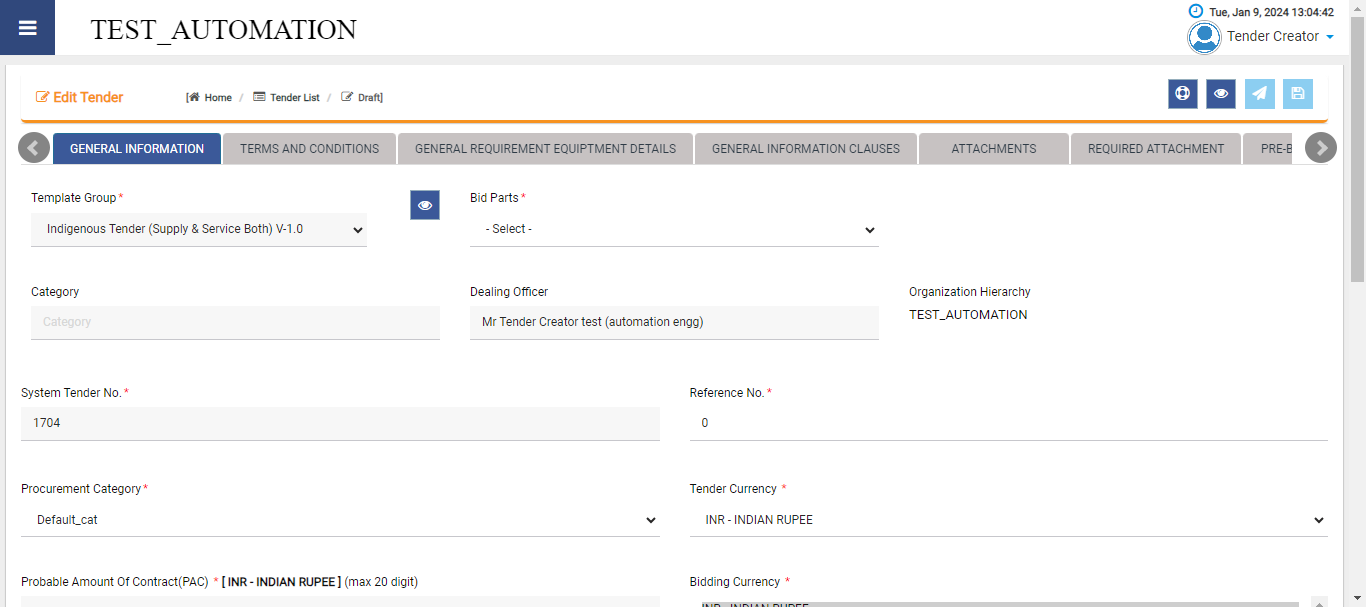 TEST_AUTOMATION
Tue, Jan 9, 2024 13:04:42
Tender Creator
Edit Tender
[ Home / Tender List / Draft]
GENERAL INFORMATION
TERMS AND CONDITIONS
GENERAL REQUIREMENT EQUIPTMENT DETAILS
GENERAL INFORMATION CLAUSES
ATTACHMENTS
REQUIRED ATTACHMENT
PRE-B
Template Group *
Bid Parts *
Indigenous Tender (Supply & Service Both) V-1.0
- Select -
Category
Dealing Officer
Organization Hierarchy
Category
Mr Tender Creator test (automation engg)
TEST_AUTOMATION
System Tender No. *
Reference No. *
1704
0
Procurement Category *
Tender Currency *
Default_cat
INR - INDIAN RUPEE
Probable Amount Of Contract(PAC) * [ INR - INDIAN RUPEE ] (max 20 digit)
Bidding Currency *
INR - INDIAN RUPEE